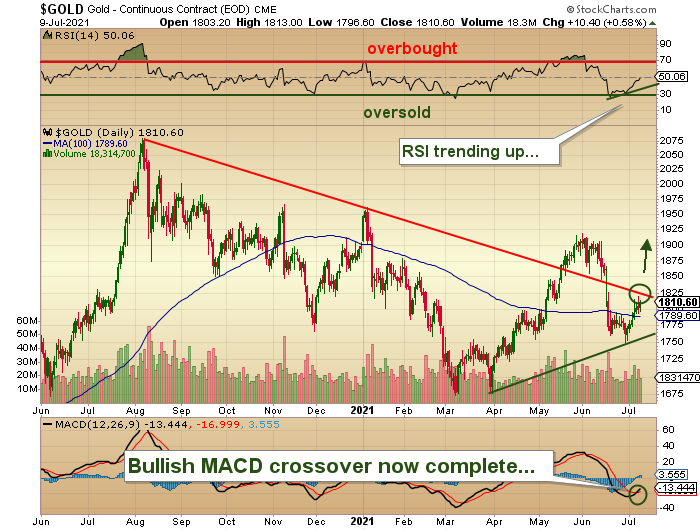 $GOLD Gold - Continuous Contract (EOD) CME © StockCharts.com
9-Jul-2021 Open 1803.20 High 1813.00 Low 1796.60 Close 1810.60 Volume 18.3M Chg +10.40 (+0.58%)
RSI(14) 50.06
overbought
90
70
50.06
30
10
oversold
RSI trending up...
$GOLD (Daily) 1810.60
MA(100) 1789.60
Volume 18,314,700
2075
2050
2025
2000
1975
1950
1925
1900
1875
1850
1825
1810.60
1789.60
1775
1750
1725
1831470
1675
60M
50M
40M
30M
20M
10M
Jun Jul Aug Sep Oct Nov Dec 2021 Feb Mar Apr May Jun Jul
MACD(12,26,9) -13.444, -16.999, 3.555
60
40
3.555
-13.444
-40
Bullish MACD crossover now complete...
Jun Jul Aug Sep Oct Nov Dec 2021 Feb Mar Apr May Jun Jul